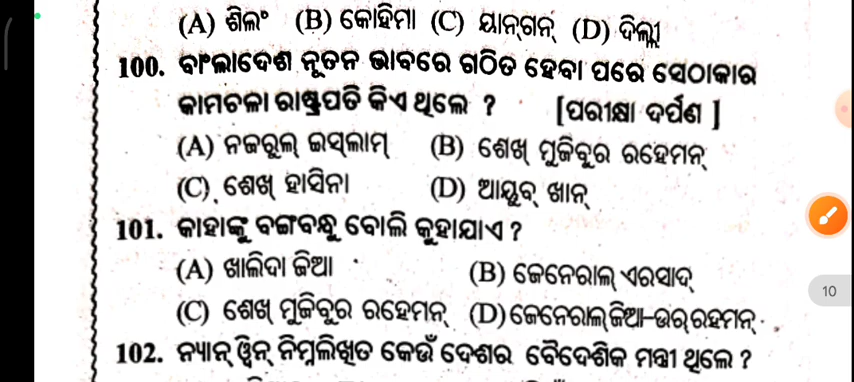 (A) ଶିଲଂ (B) କୋହିମା (C) ୟାନ୍‌ଗନ୍ (D) ଦିଲ୍ଲୀ
100. ବାଂଲାଦେଶ ନୂତନ ଭାବରେ ଗଠିତ ହେବା ପରେ ସେଠାକାର
କାମଚଳା ରାଷ୍ଟ୍ରପତି କିଏ ଥିଲେ ? [ପରୀକ୍ଷା ଦର୍ପଣ ]
(A) ନଜରୁଲ୍ ଇସ୍‌ଲାମ୍ (B) ଶେଖ୍ ମୁଜିବୁର ରହେମନ୍
(C) ଶେଖ୍ ହାସିନା (D) ଆୟୁବ୍ ଖାନ୍
101. କାହାଙ୍କୁ ବଙ୍ଗବନ୍ଧୁ ବୋଲି କୁହାଯାଏ ?
(A) ଖାଲିଦା ଜିଆ (B) ଜେନେରାଲ୍ ଏରସାଦ୍
(C) ଶେଖ୍ ମୁଜିବୁର ରହେମନ୍ (D) ଜେନେରାଲ୍ ଜିଆ-ଉର୍‌ରହମନ୍
102. ନ୍ୟାନ୍ ୱିନ୍ ନିମ୍ନଲିଖିତ କେଉଁ ଦେଶର ବୈଦେଶିକ ମନ୍ତ୍ରୀ ଥିଲେ ?
10